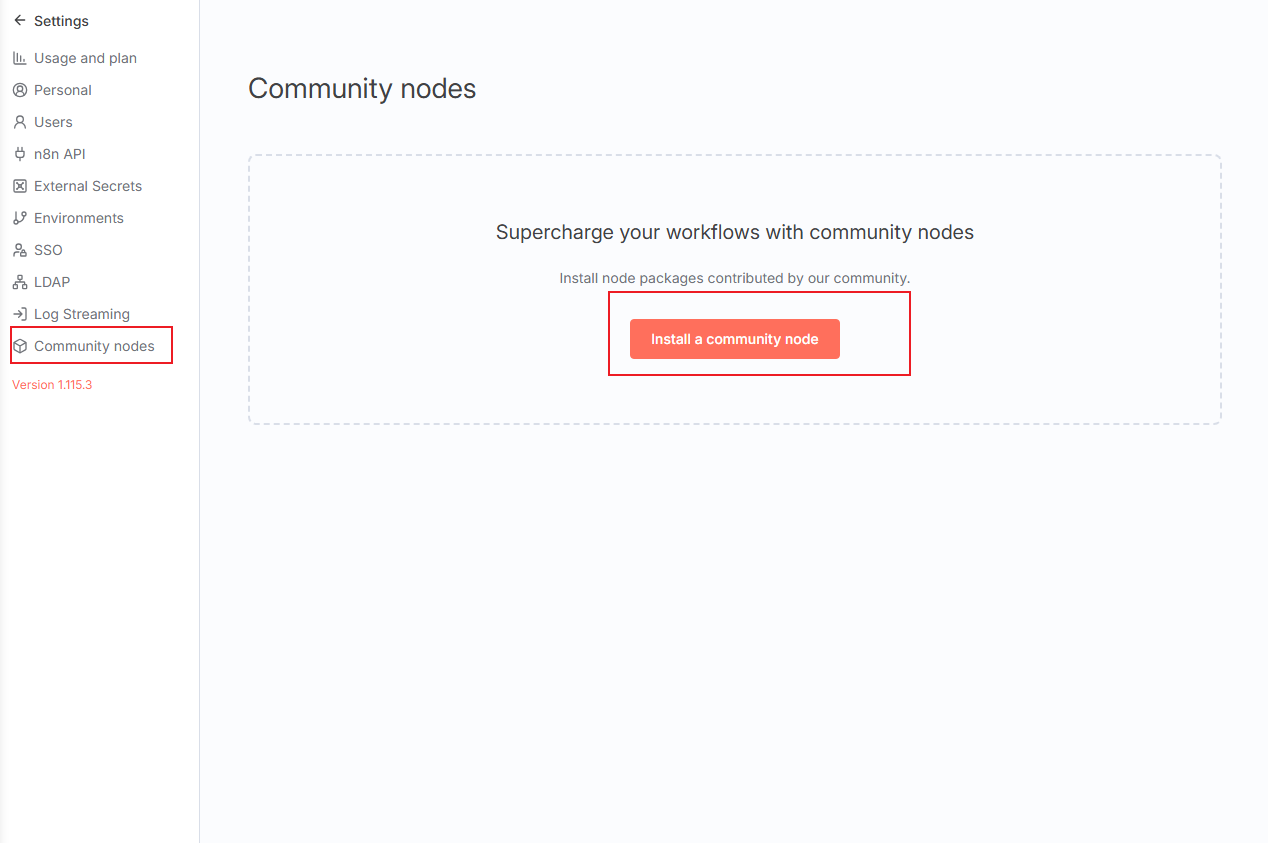 Settings
Usage and plan
Personal
Users
n8n API
External Secrets
Environments
SSO
LDAP
Log Streaming
Community nodes
Version 1.115.3
Community nodes
Supercharge your workflows with community nodes
Install node packages contributed by our community.
Install a community node